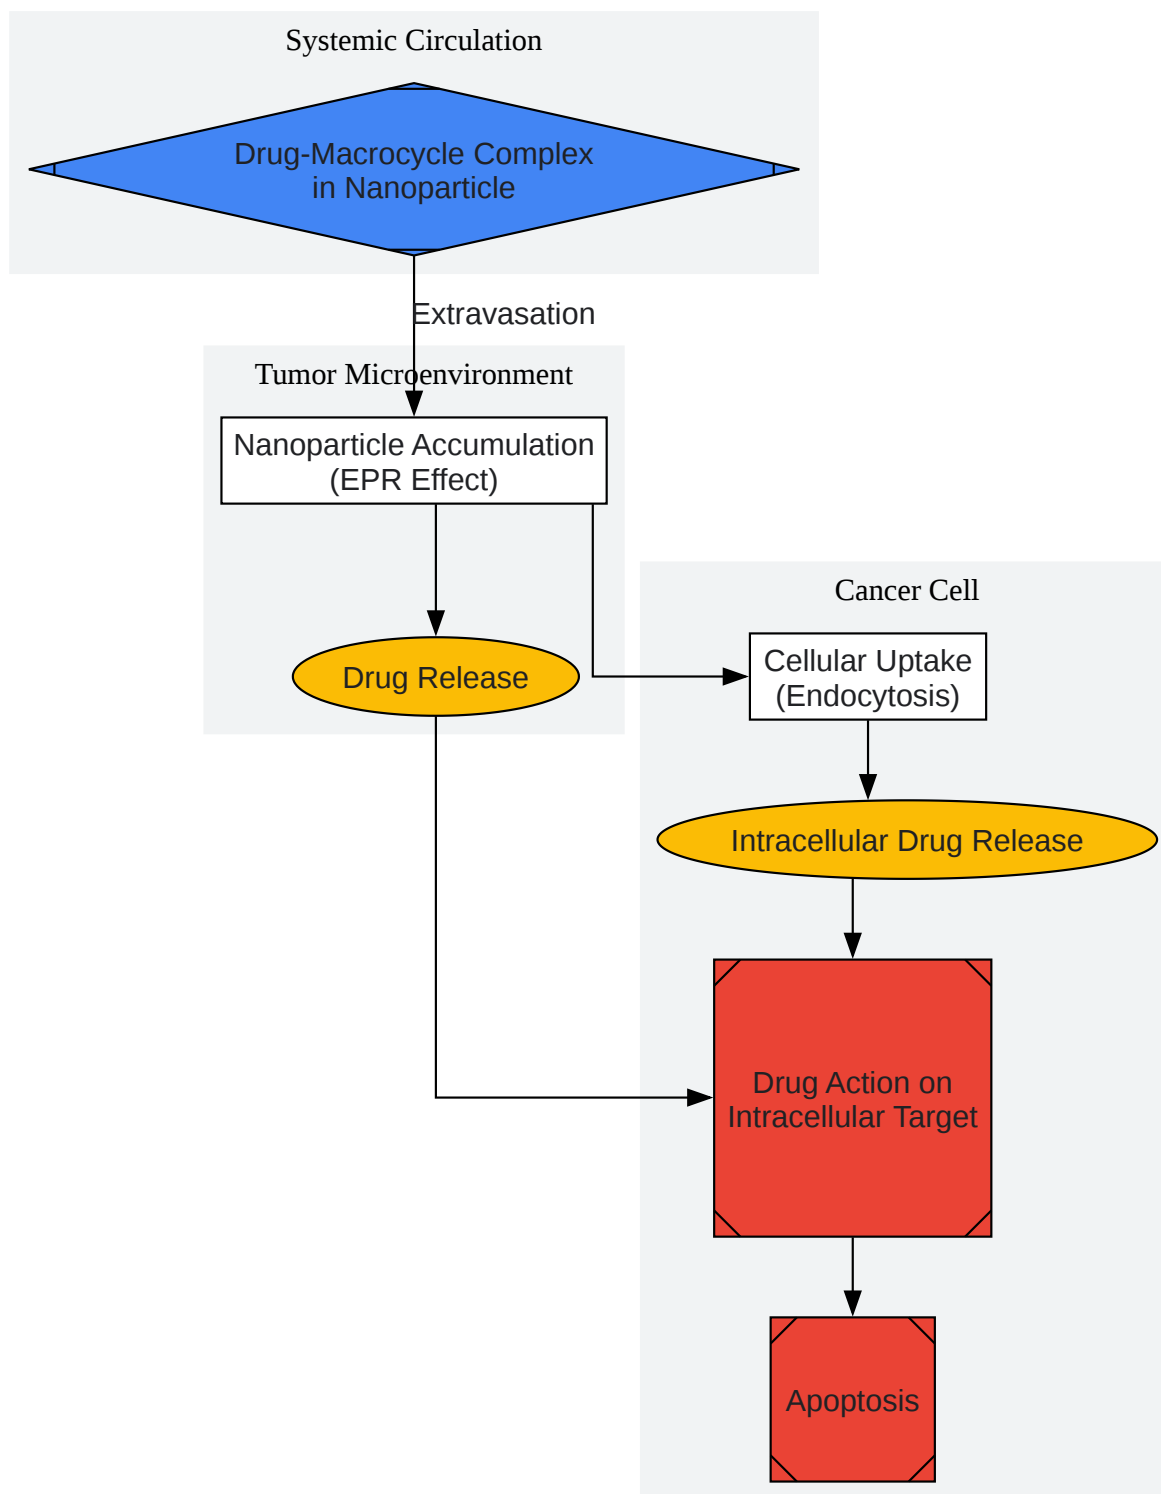 Systemic Circulation
Drug-Macrocycle Complex
in Nanoparticle
Extravasation
Tumor Microenvironment
Nanoparticle Accumulation
(EPR Effect)
Cancer Cell
Cellular Uptake
(Endocytosis)
Drug Release
Intracellular Drug Release
Drug Action on
Intracellular Target
Apoptosis